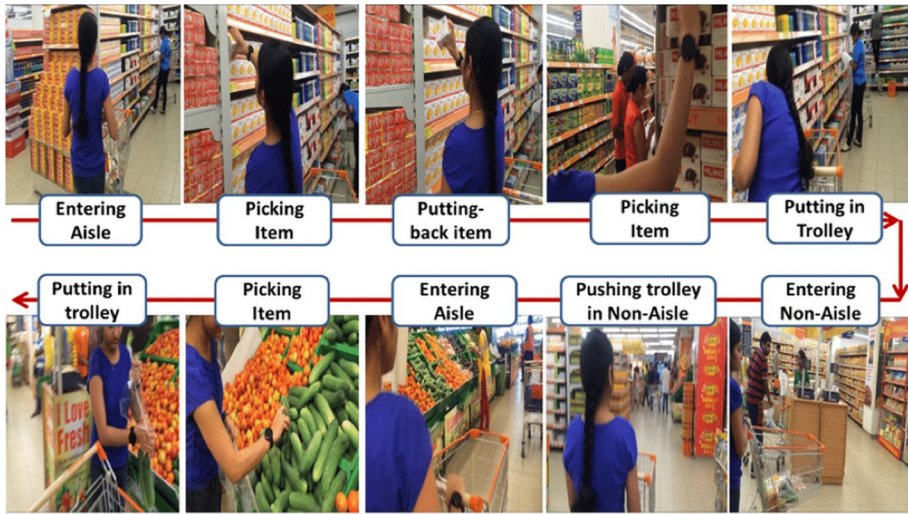 MILANO
Entering
Aisle
Picking
Item
Putting-
back item
Picking
Item
Putting in
Trolley
Putting in
trolley
Picking
Item
Entering
Aisle
Pushing trolley
in Non-Aisle
Entering
Non-Aisle
I Love
Fresh